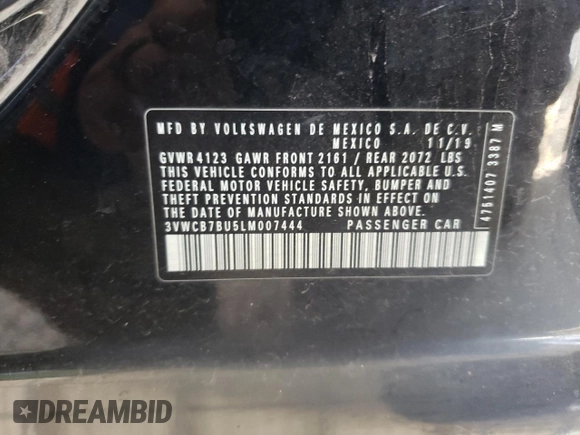 MFD BY VOLKSWAGEN DE MEXICO S.A. DE C.V.
MEXICO 11/19
GVWR 4123 GAWR FRONT 2161 / REAR 2072 LBS
THIS VEHICLE CONFORMS TO ALL APPLICABLE U.S.
FEDERAL MOTOR VEHICLE SAFETY, BUMPER AND
THEFT PREVENTION STANDARDS IN EFFECT ON THE
DATE OF MANUFACTURE SHOWN ABOVE.
3VWCB7BU5LM007444 PASSENGER CAR
4751407 3387 M
DREAMBID